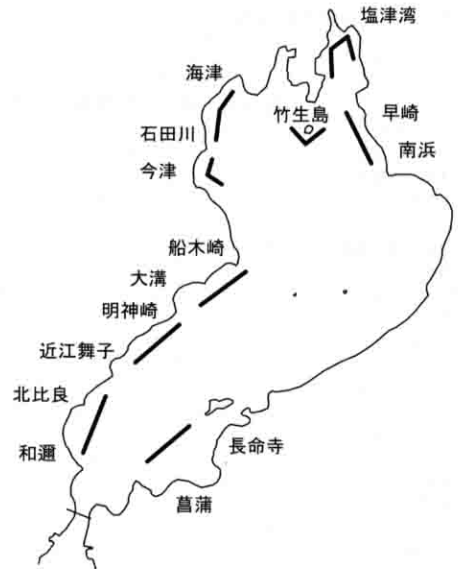 塩津湾
海津
竹生島
早崎
石田川
南浜
今津
船木崎
大溝
明神崎
近江舞子
北比良
長命寺
和邇
菖蒲